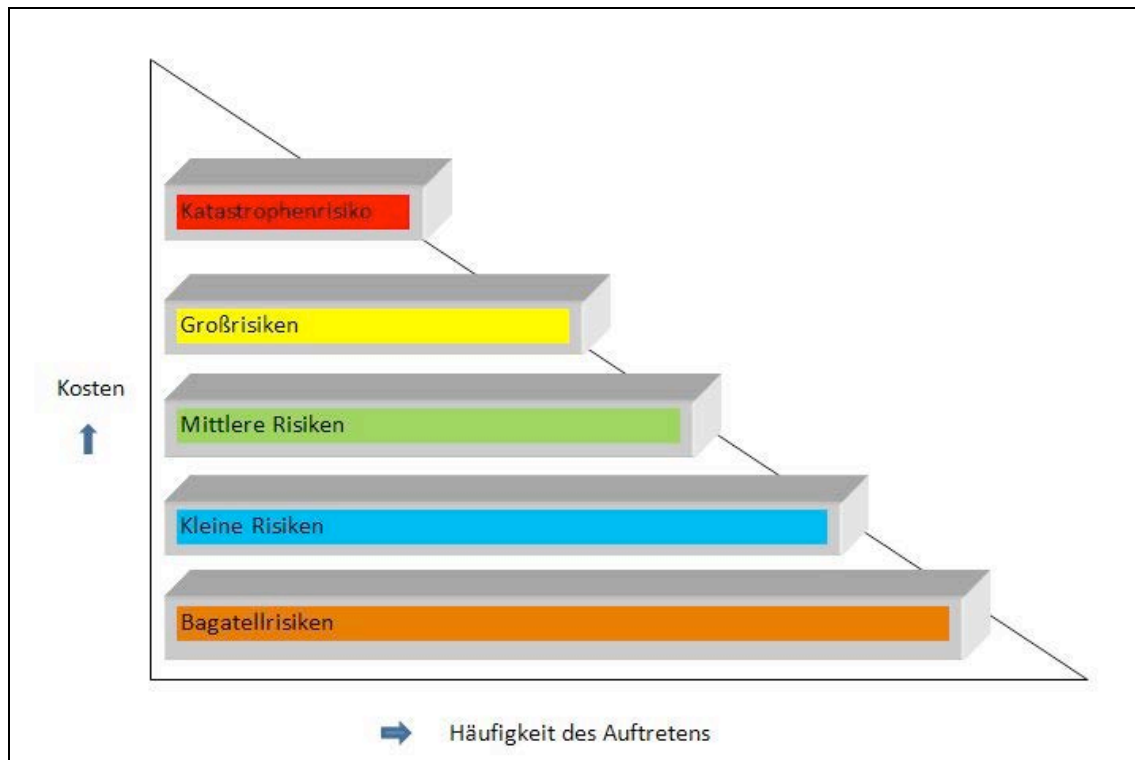 Katastrophenrisiko
Großrisiken
Kosten
Mittlere Risiken
Kleine Risiken
Bagatellrisiken
Häufigkeit des Auftretens